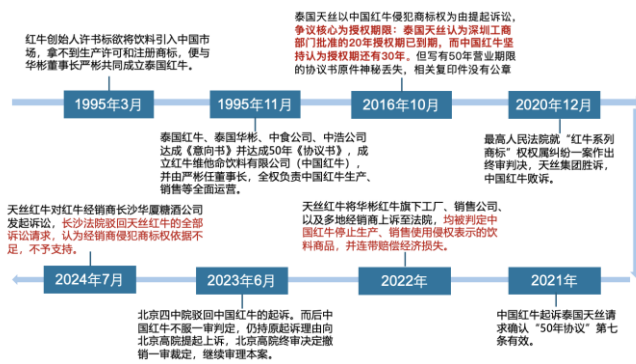 红牛创始人许书标欲将饮料引入中国市
场，拿不到生产许可和注册商标，便与
华彬董事长严彬共同成立泰国红牛。
1995年3月
1995年11月
泰国红牛、泰国华彬、中食公司、中浩公司
达成《意向书》并达成50年《协议书》，成
立红牛维他命饮料有限公司（中国红牛），
并由严彬任董事长，全权负责中国红牛生产、
销售等全面运营。
泰国天丝以中国红牛侵犯商标权为由提起诉讼，
争议核心为授权期限：泰国天丝认为深圳工商
部门批准的20年授权期已到期，而中国红牛坚
持认为授权期还有30年。但写有50年营业期限
的协议书原件神秘丢失，相关复印件没有公章
2016年10月
2020年12月
最高人民法院就“红牛系列
商标”权权属纠纷一案作出
终审判决，天丝集团胜诉，
中国红牛败诉。
2021年
中国红牛起诉泰国天丝请
求确认“50年协议”第七
条有效。
天丝红牛将华彬红牛旗下工厂、销售公司、
以及多地经销商上诉至法院，均被判定中
国红牛停止生产、销售使用侵权表示的饮
料商品，并连带赔偿经济损失。
2022年
2023年6月
北京四中院驳回中国红牛的起诉。而后中
国红牛不服一审判定，仍持原起诉理由向
北京高院提起上诉，北京高院终审决定撤
销一审裁定，继续审理本案。
天丝红牛对红牛经销商长沙华厦糖酒公司
发起诉讼，长沙法院驳回天丝红牛的全部
诉讼请求，认为经销商侵犯商标权依据不
足，不予支持。
2024年7月